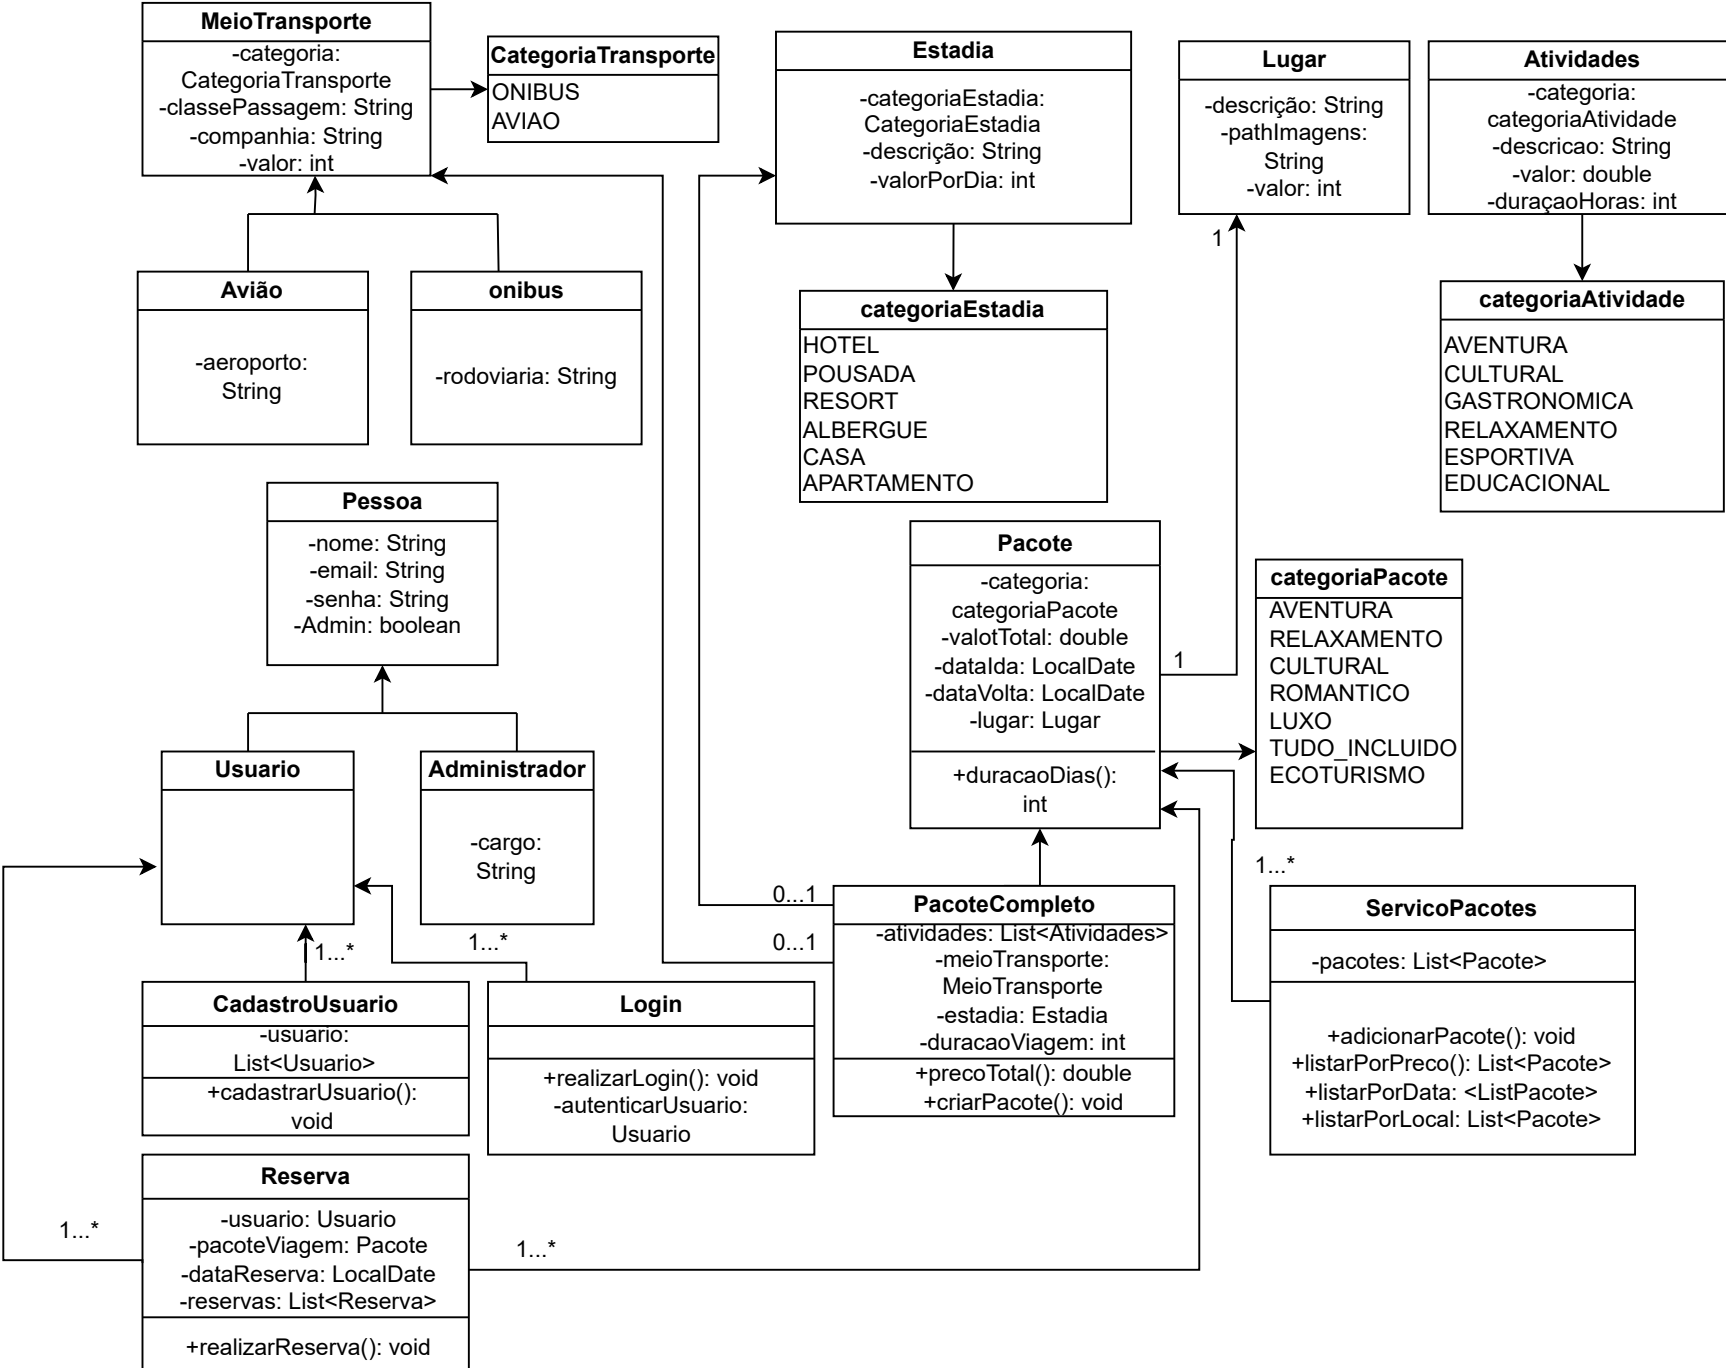 MeioTransporte
-categoria:
CategoriaTransporte
-classePassagem: String
-companhia: String
-valor: int
CategoriaTransporte
ONIBUS
AVIAO
Estadia
-categoriaEstadia:
CategoriaEstadia
-descrição: String
-valorPorDia: int
Lugar
-descrição: String
-pathImagens:
String
-valor: int
1
Atividades
-categoria:
categoriaAtividade
-descricao: String
-valor: double
-duraçaoHoras: int
Avião
-aeroporto:
String
onibus
-rodoviaria: String
categoriaEstadia
HOTEL
POUSADA
RESORT
ALBERGUE
CASA
APARTAMENTO
categoriaAtividade
AVENTURA
CULTURAL
GASTRONOMICA
RELAXAMENTO
ESPORTIVA
EDUCACIONAL
Pessoa
-nome: String
-email: String
-senha: String
-Admin: boolean
Pacote
-categoria:
categoriaPacote
-valotTotal: double
-dataIda: LocalDate
-dataVolta: LocalDate
-lugar: Lugar
+duracaoDias():
int
1
categoriaPacote
AVENTURA
RELAXAMENTO
CULTURAL
ROMANTICO
LUXO
TUDO_INCLUIDO
ECOTURISMO
Usuario
Administrador
-cargo:
String
1...*
1...*
0...1
0...1
1...*
PacoteCompleto
-atividades: List<Atividades>
-meioTransporte:
MeioTransporte
-estadia: Estadia
-duracaoViagem: int
+precoTotal(): double
+criarPacote(): void
ServicoPacotes
-pacotes: List<Pacote>
+adicionarPacote(): void
+listarPorPreco(): List<Pacote>
+listarPorData: <ListPacote>
+listarPorLocal: List<Pacote>
CadastroUsuario
-usuario:
List<Usuario>
+cadastrarUsuario():
void
Login
+realizarLogin(): void
-autenticarUsuario:
Usuario
1...*
Reserva
-usuario: Usuario
-pacoteViagem: Pacote
-dataReserva: LocalDate
-reservas: List<Reserva>
+realizarReserva(): void
1...*